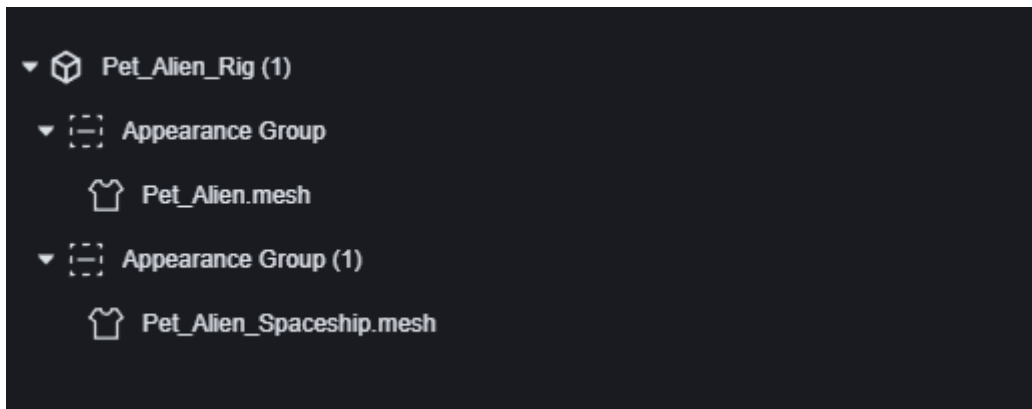 Pet_Alien_Rig (1)
Appearance Group
Pet_Alien.mesh
Appearance Group (1)
Pet_Alien_Spaceship.mesh